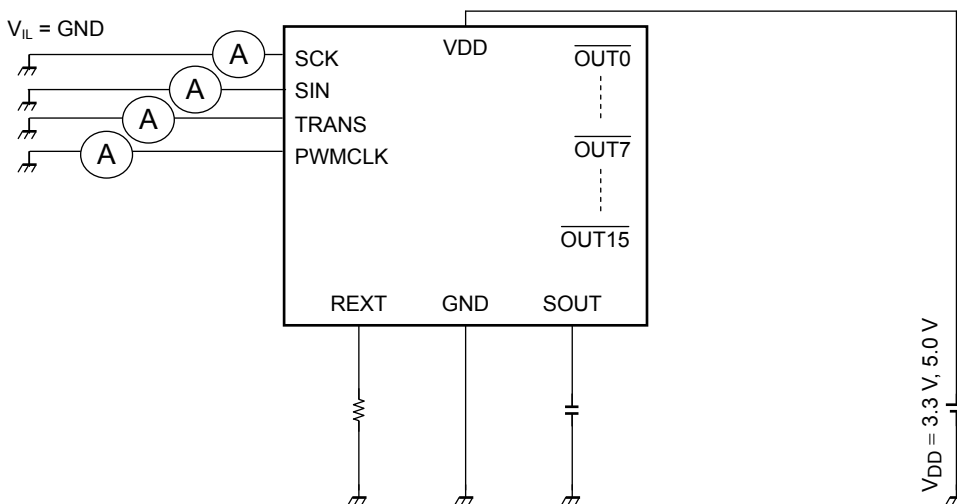 V_IL = GND
A
SCK
VDD
OUT0
A
SIN
A
TRANS
A
PWMCLK
OUT7
OUT15
REXT
GND
SOUT
V_DD = 3.3 V, 5.0 V